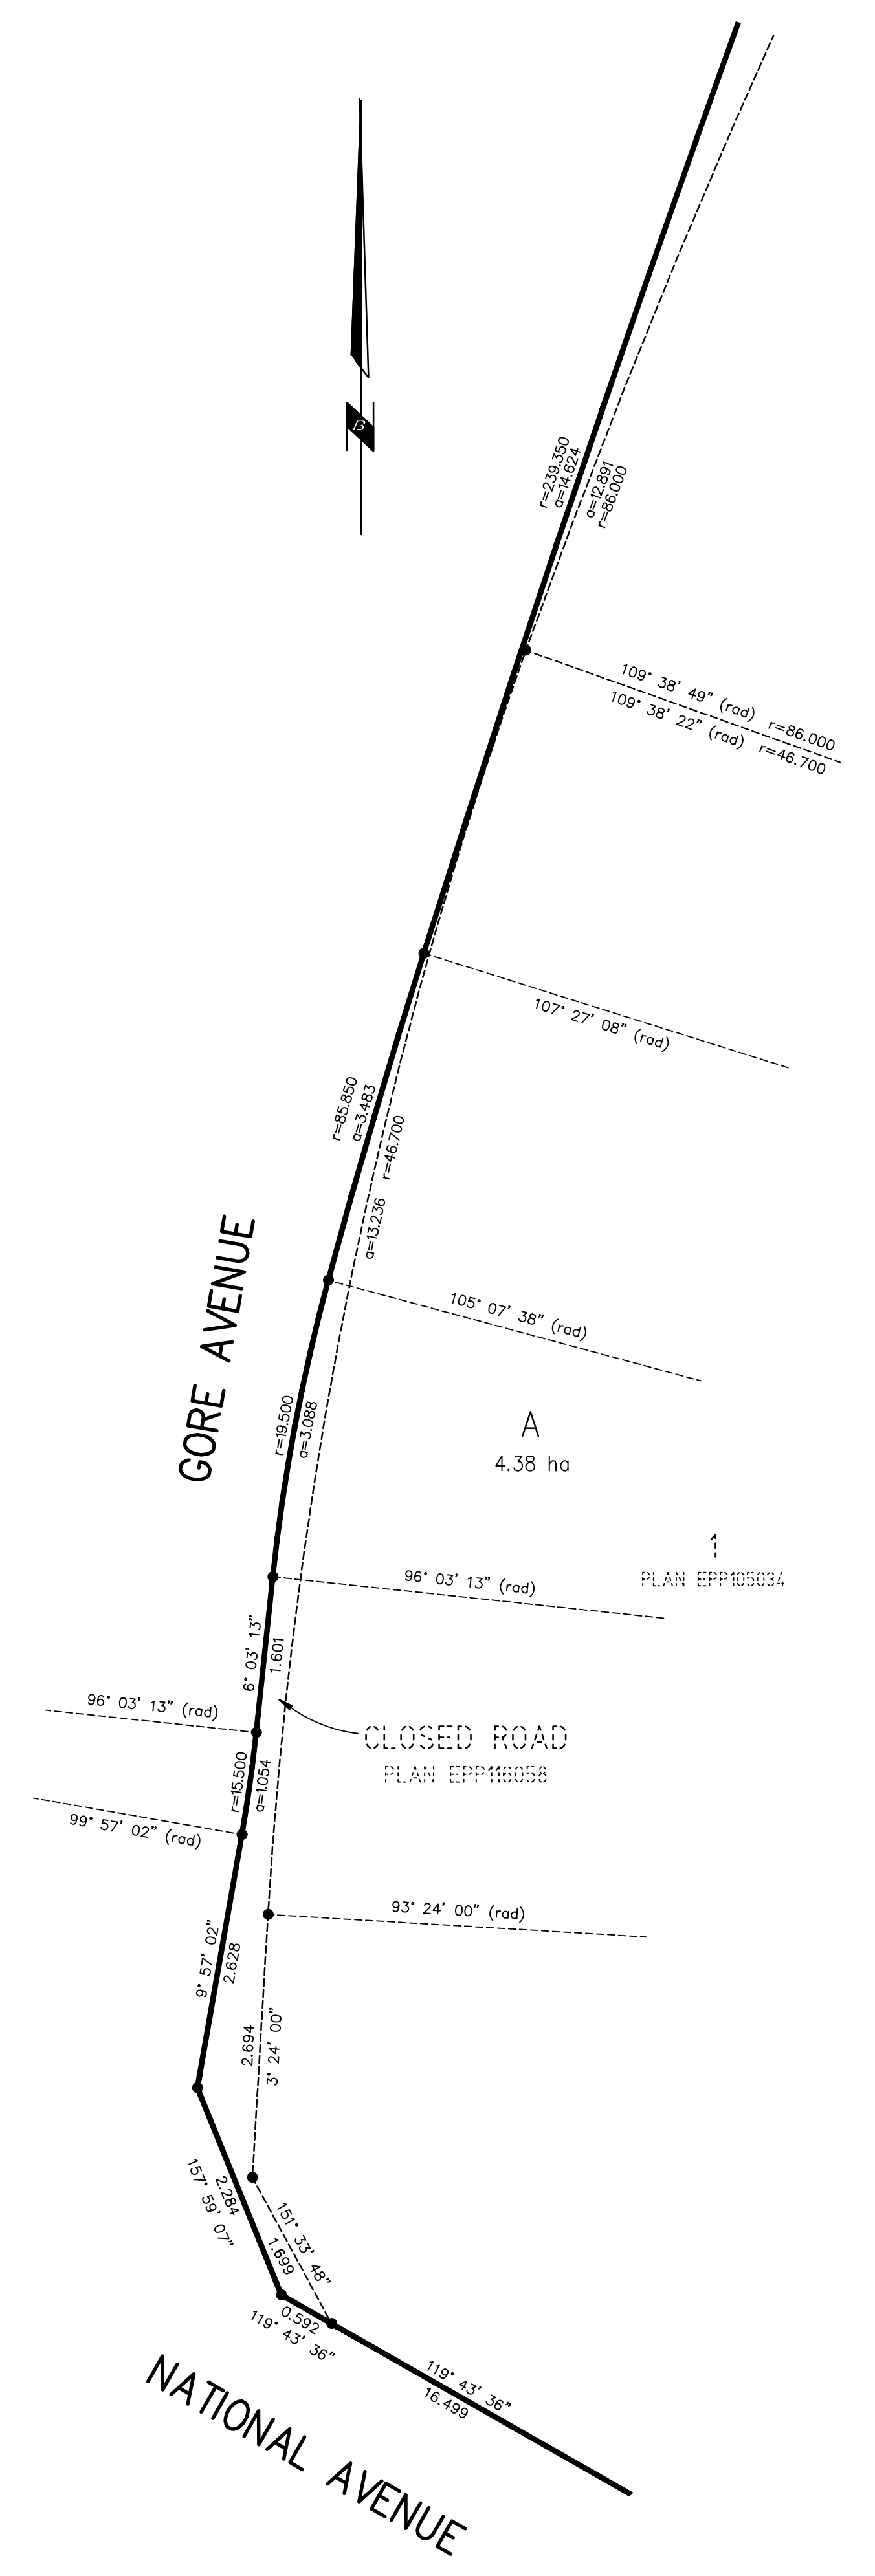 B
r=239.350
a=14.624
a=12.891
r=86.000
109° 38' 49" (rad) r=86.000
109° 38' 22" (rad) r=46.700
107° 27' 08" (rad)
r=85.850
a=3.483
a=13.236 r=46.700
GORE AVENUE
105° 07' 38" (rad)
r=19.500
a=3.088
A
4.38 ha
1
PLAN EPP105034
96° 03' 13" (rad)
6° 03' 13"
1.601
96° 03' 13" (rad)
CLOSED ROAD
PLAN EPP116058
r=15.500
a=1.054
99° 57' 02" (rad)
93° 24' 00" (rad)
9° 57' 02"
2.628
2.694
3° 24' 00"
2.284
157° 59' 07"
151° 33' 48"
1.699
0.592
119° 43' 36"
119° 43' 36"
16.499
NATIONAL AVENUE